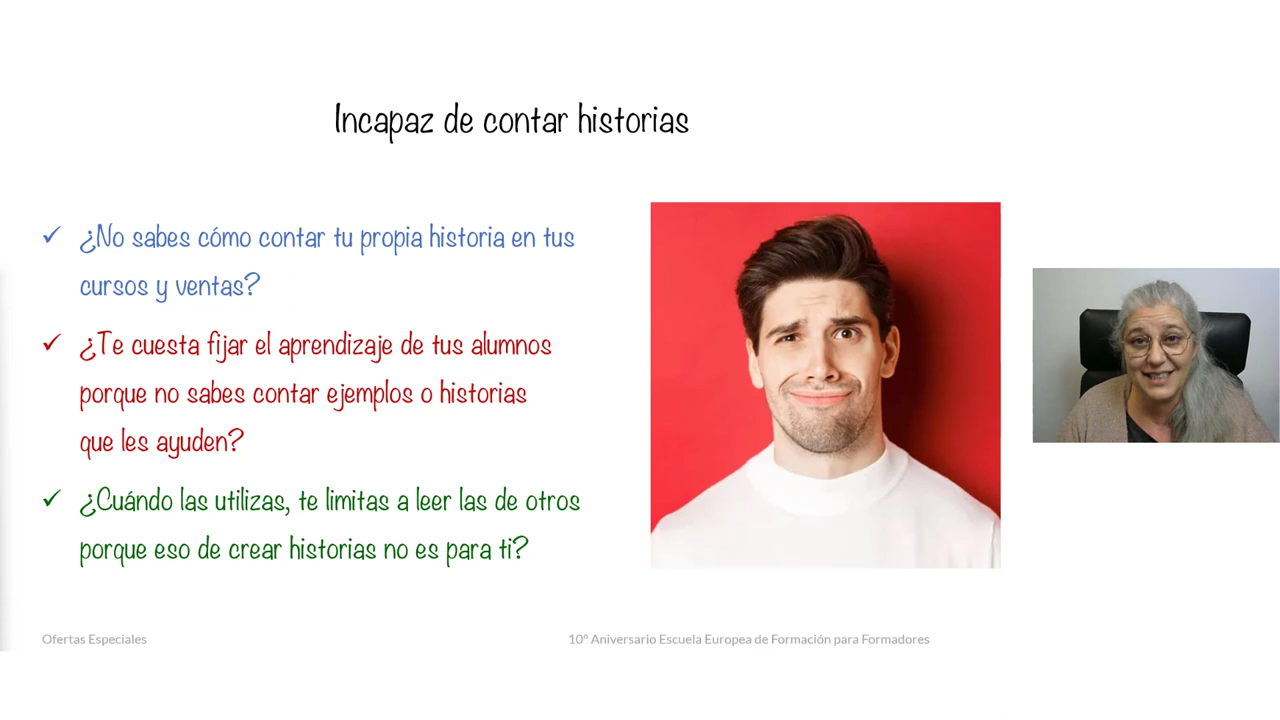 Incapaz de contar historias
¿No sabes cómo contar tu propia historia en tus
cursos y ventas?
¿Te cuesta fijar el aprendizaje de tus alumnos
porque no sabes contar ejemplos o historias
que les ayuden?
¿Cuándo las utilizas, te limitas a leer las de otros
porque eso de crear historias no es para ti?
Ofertas Especiales
10º Aniversario Escuela Europea de Formación para Formadores